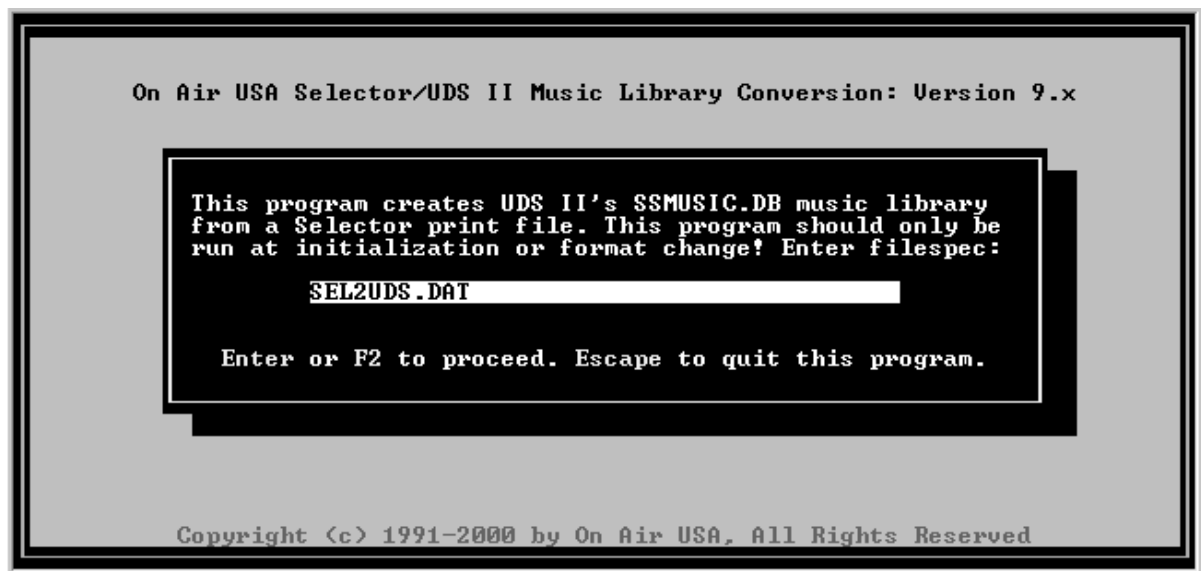 On Air USA Selector/UDS II Music Library Conversion: Version 9.x
This program creates UDS II's SSMUSIC.DB music library
from a Selector print file. This program should only be
run at initialization or format change! Enter filespec:
SEL2UDS.DAT
Enter or F2 to proceed. Escape to quit this program.
Copyright (c) 1991-2000 by On Air USA, All Rights Reserved